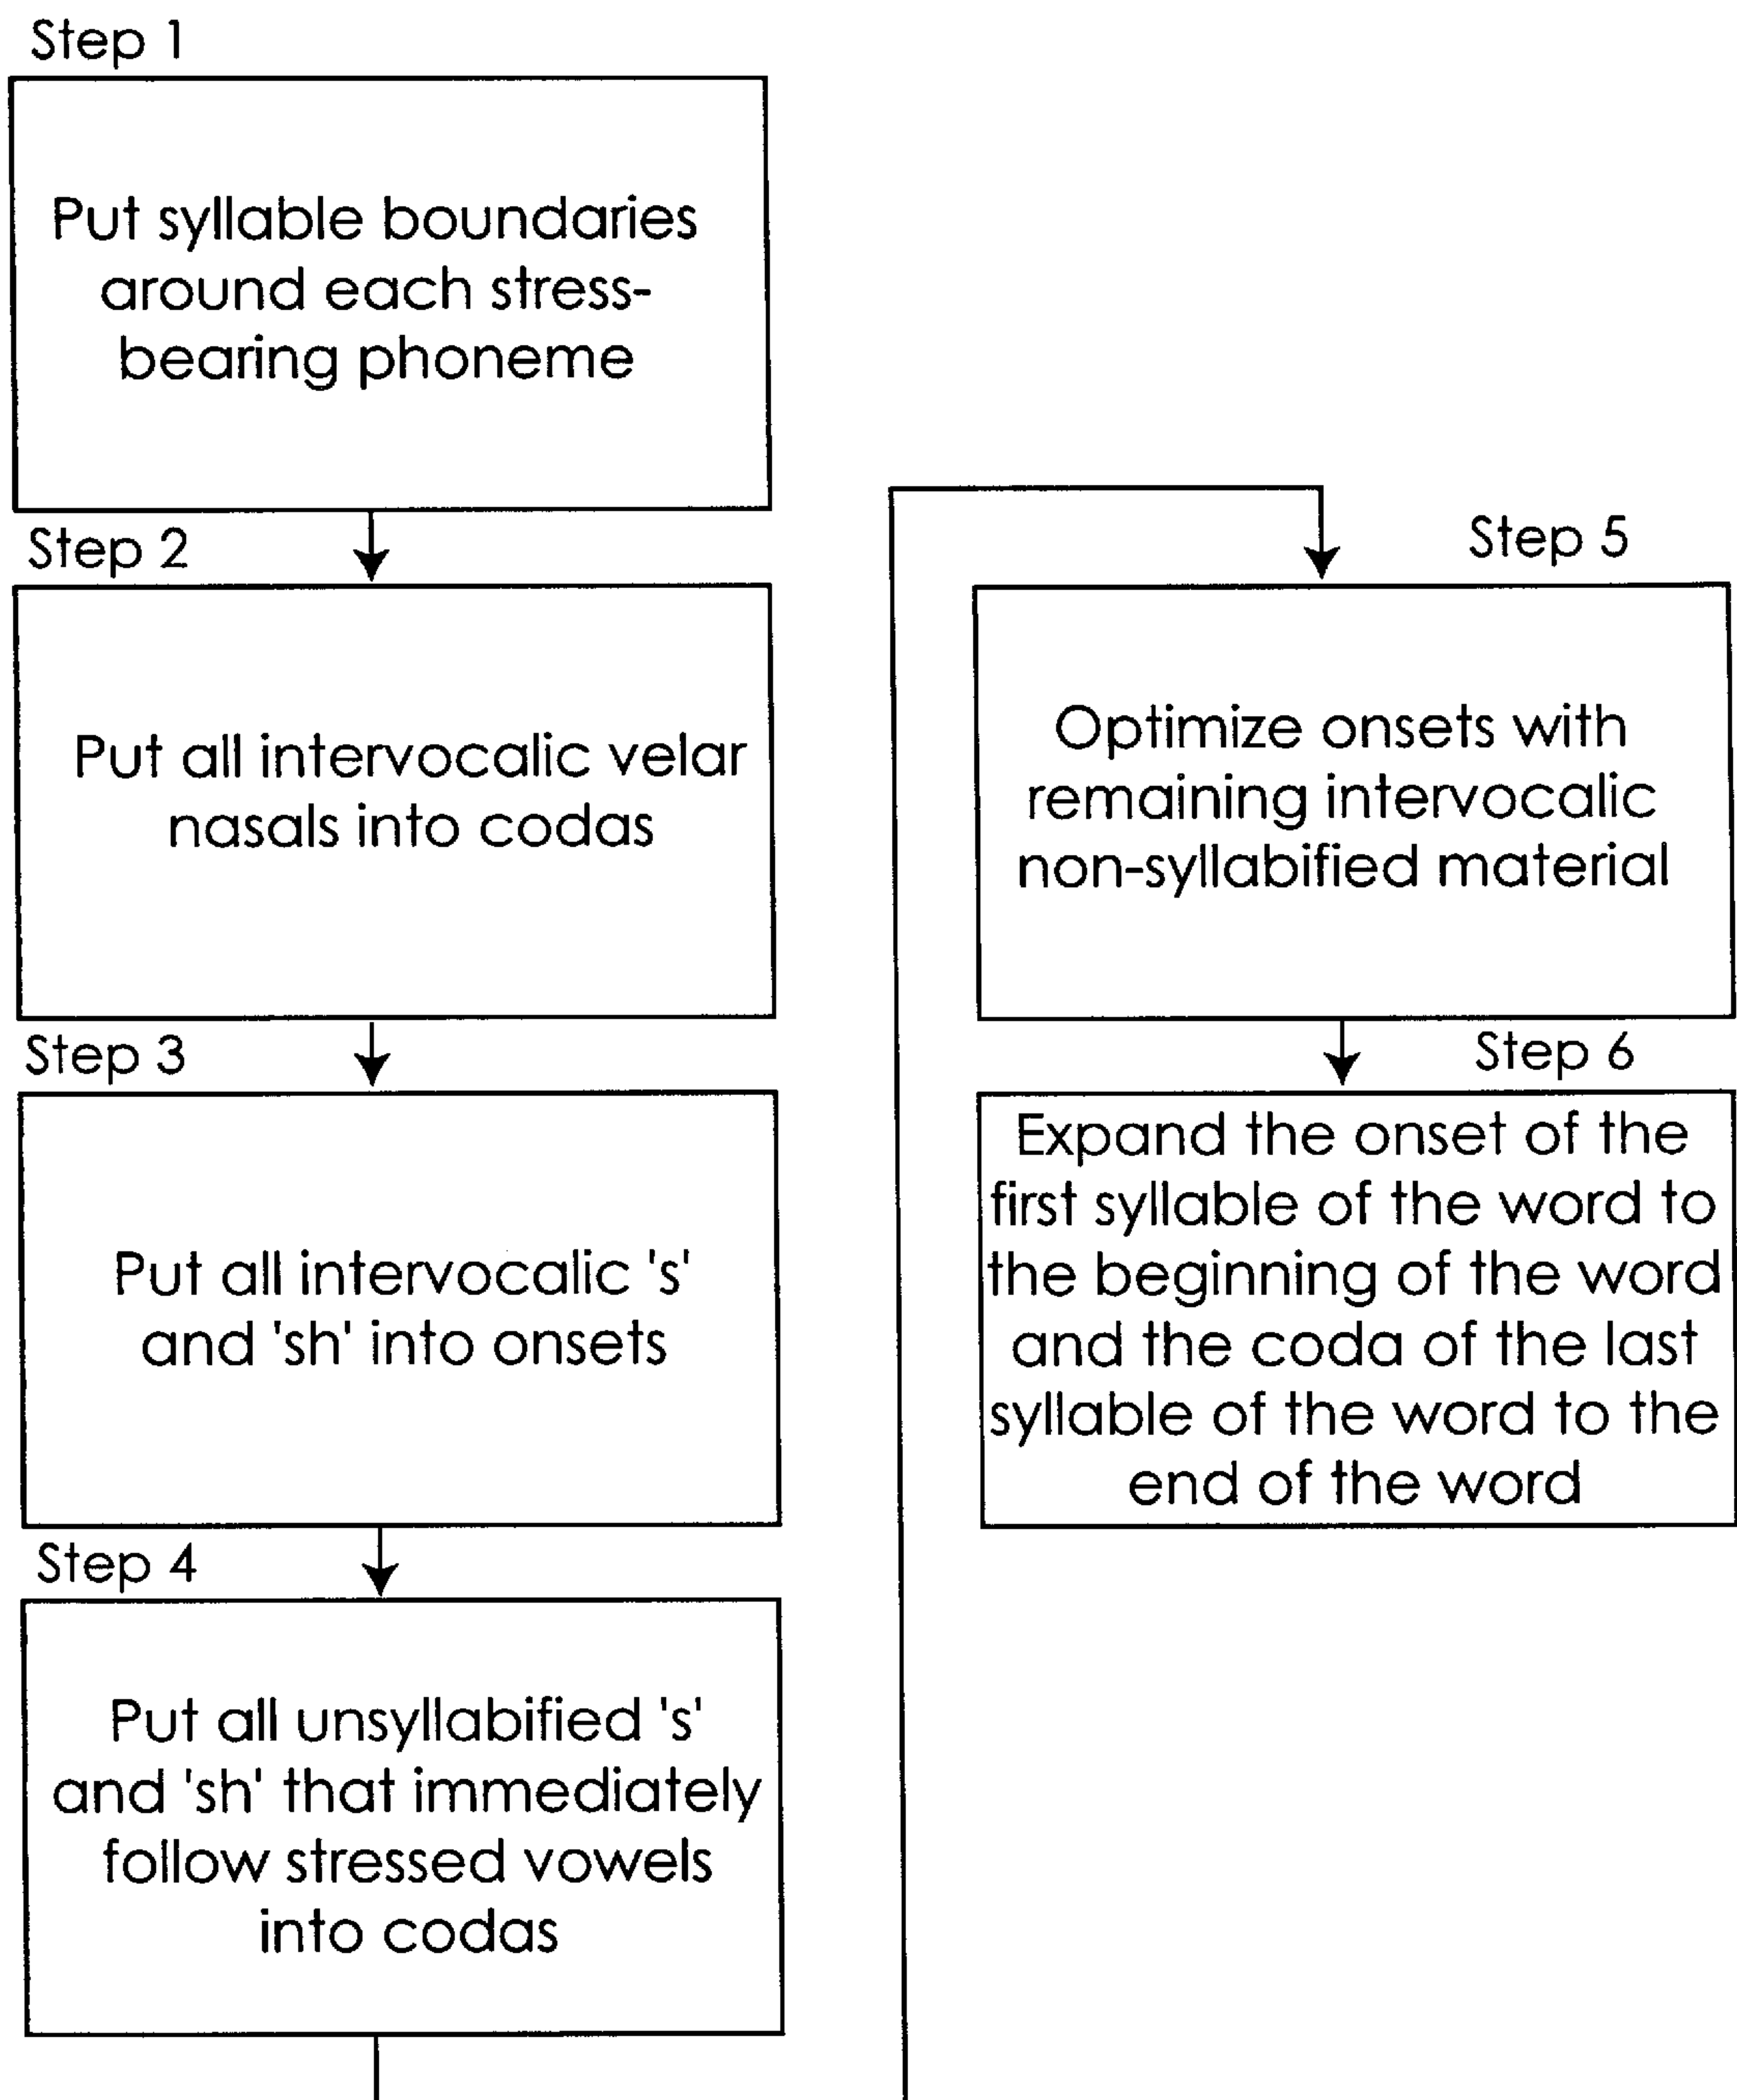 Step 1
Put syllable boundaries
around each stress-
bearing phoneme
Step 2
Put all intervocalic velar
nasals into codas
Step 3
Put all intervocalic 's'
and 'sh' into onsets
Step 4
Put all unsyllabified 's'
and 'sh' that immediately
follow stressed vowels
into codas
Step 5
Optimize onsets with
remaining intervocalic
non-syllabified material
Step 6
Expand the onset of the
first syllable of the word to
the beginning of the word
and the coda of the last
syllable of the word to the
end of the word